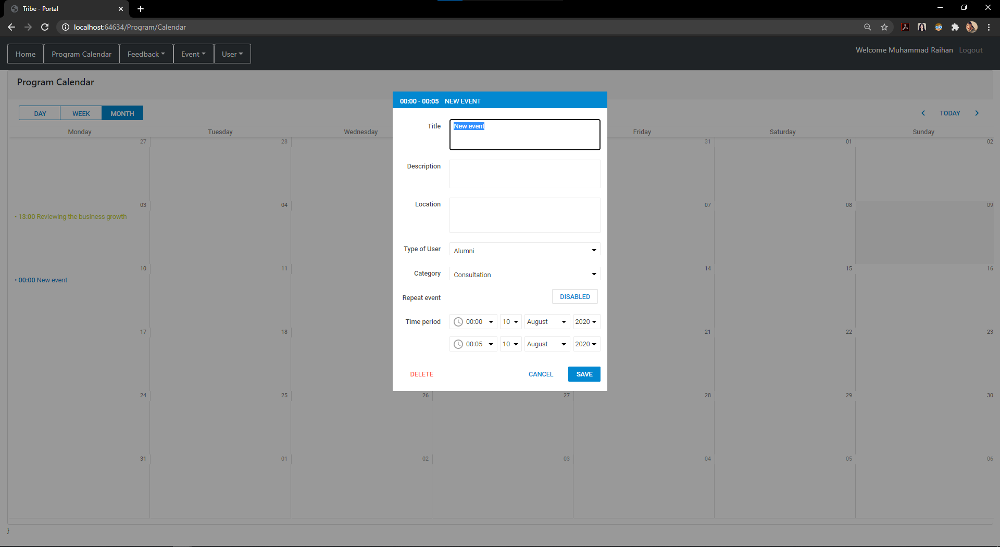 Tribe - Portal
localhost:64634/Program/Calendar
Home Program Calendar Feedback Event User
Welcome Muhammad Raihan Logout
Program Calendar
DAY WEEK MONTH
TODAY
Monday Tuesday Wednesday Friday Saturday Sunday
27 28 31 01 02
03 04 07 08 09
• 13:00 Reviewing the business growth
10 11 14 15 16
• 00:00 New event
17 18 21 22 23
24 25 26 27 28 29 30
31 01 02 03 04 05 06
}
00:00 - 00:05 NEW EVENT
Title New event
Description
Location
Type of User Alumni
Category Consultation
Repeat event DISABLED
Time period 00:00 10 August 2020
00:05 10 August 2020
DELETE CANCEL SAVE